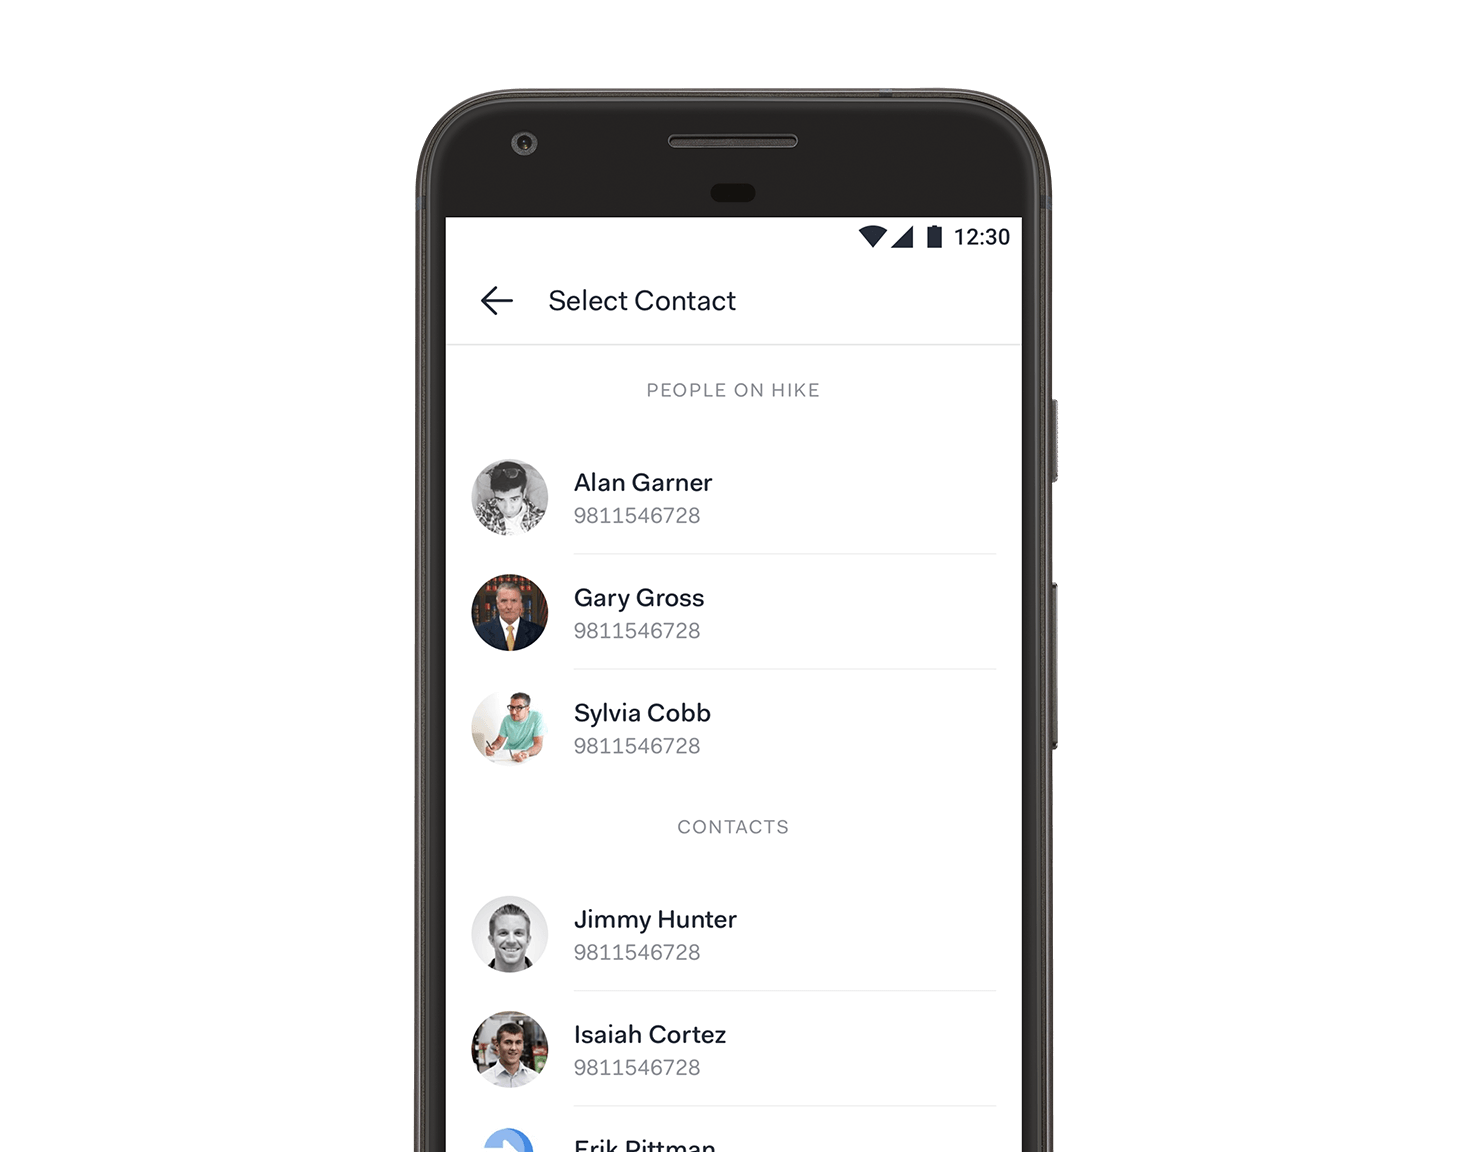 12:30
Select Contact
PEOPLE ON HIKE
Alan Garner
9811546728
Gary Gross
9811546728
Sylvia Cobb
9811546728
CONTACTS
Jimmy Hunter
9811546728
Isaiah Cortez
9811546728
Erik Pittman